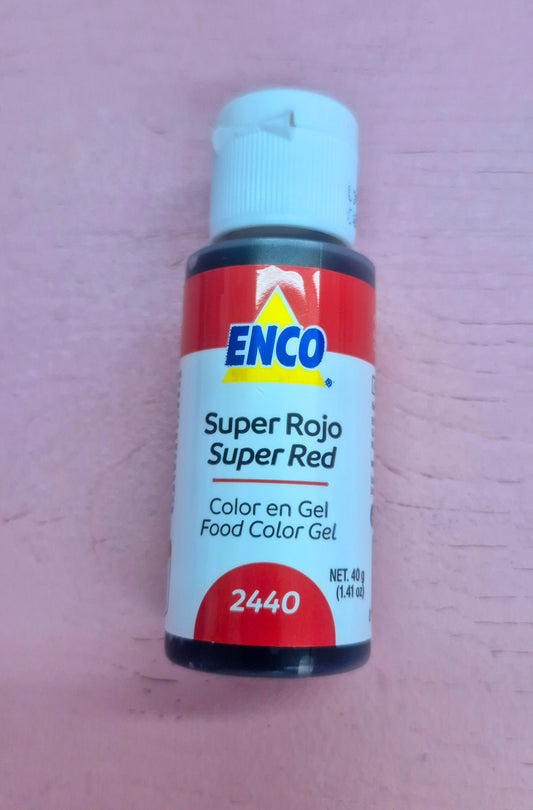 ENCO
Super Rojo
Super Red
Color en Gel
Food Color Gel
NET. 40 g
(1.41 oz)
2440